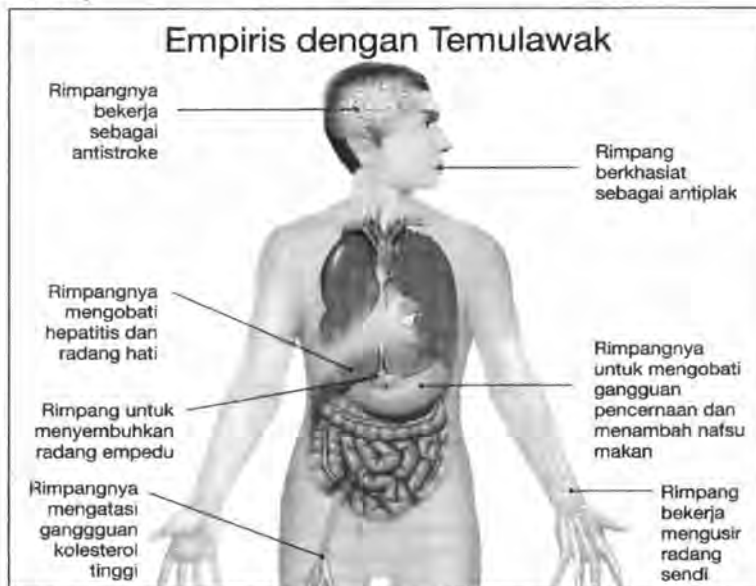 Empiris dengan Temulawak
Rimpangnya
bekerja
sebagai
antistroke
Rimpang
berkhasiat
sebagai antiplak
Rimpangnya
mengobati
hepatitis dan
radang hati
Rimpangnya
untuk mengobati
gangguan
pencernaan dan
menambah nafsu
makan
Rimpang untuk
menyembuhkan
radang empedu
Rimpangnya
mengatasi
ganggguan
kolesterol
tinggi
Rimpang
bekerja
mengusir
radang
sendi